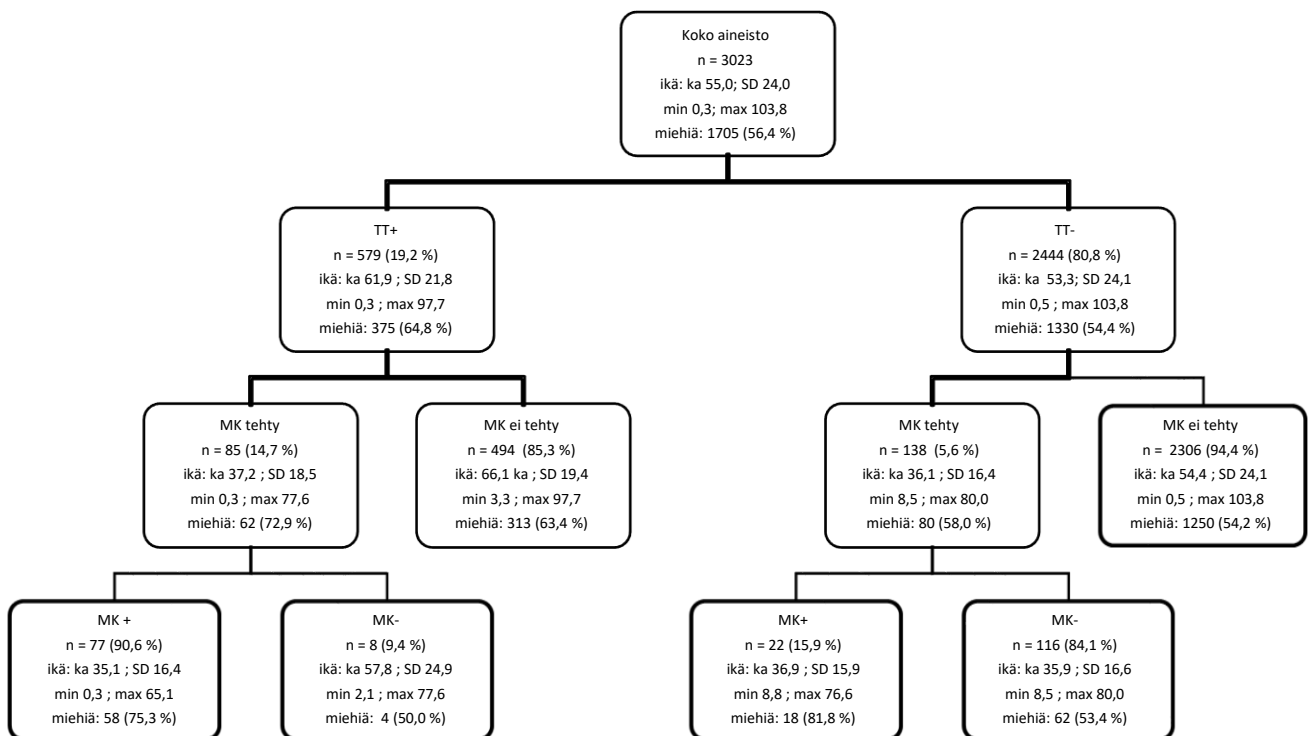 Koko aineisto
n = 3023
ikä: ka 55,0; SD 24,0
min 0,3; max 103,8
miehiä: 1705 (56,4 %)
TT+
n = 579 (19,2 %)
ikä: ka 61,9 ; SD 21,8
min 0,3 ; max 97,7
miehiä: 375 (64,8 %)
TT-
n = 2444 (80,8 %)
ikä: ka 53,3; SD 24,1
min 0,5 ; max 103,8
miehiä: 1330 (54,4 %)
MK tehty
n = 85 (14,7 %)
ikä: ka 37,2 ; SD 18,5
min 0,3 ; max 77,6
miehiä: 62 (72,9 %)
MK ei tehty
n = 494 (85,3 %)
ikä: 66,1 ka ; SD 19,4
min 3,3 ; max 97,7
miehiä: 313 (63,4 %)
MK tehty
n = 138 (5,6 %)
ikä: ka 36,1 ; SD 16,4
min 8,5 ; max 80,0
miehiä: 80 (58,0 %)
MK ei tehty
n = 2306 (94,4 %)
ikä: ka 54,4 ; SD 24,1
min 0,5 ; max 103,8
miehiä: 1250 (54,2 %)
MK +
n = 77 (90,6 %)
ikä: ka 35,1 ; SD 16,4
min 0,3 ; max 65,1
miehiä: 58 (75,3 %)
MK-
n = 8 (9,4 %)
ikä: ka 57,8 ; SD 24,9
min 2,1 ; max 77,6
miehiä: 4 (50,0 %)
MK+
n = 22 (15,9 %)
ikä: ka 36,9 ; SD 15,9
min 8,8 ; max 76,6
miehiä: 18 (81,8 %)
MK-
n = 116 (84,1 %)
ikä: ka 35,9 ; SD 16,6
min 8,5 ; max 80,0
miehiä: 62 (53,4 %)